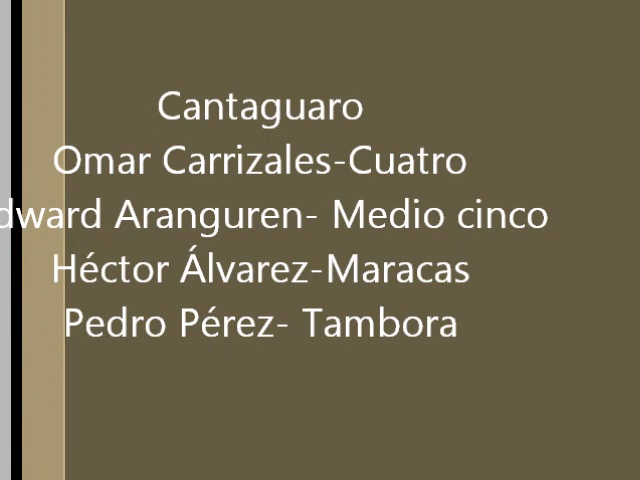 Cantaguaro
Omar Carrizales-Cuatro
dward Aranguren- Medio cinco
Héctor Álvarez-Maracas
Pedro Pérez- Tambora